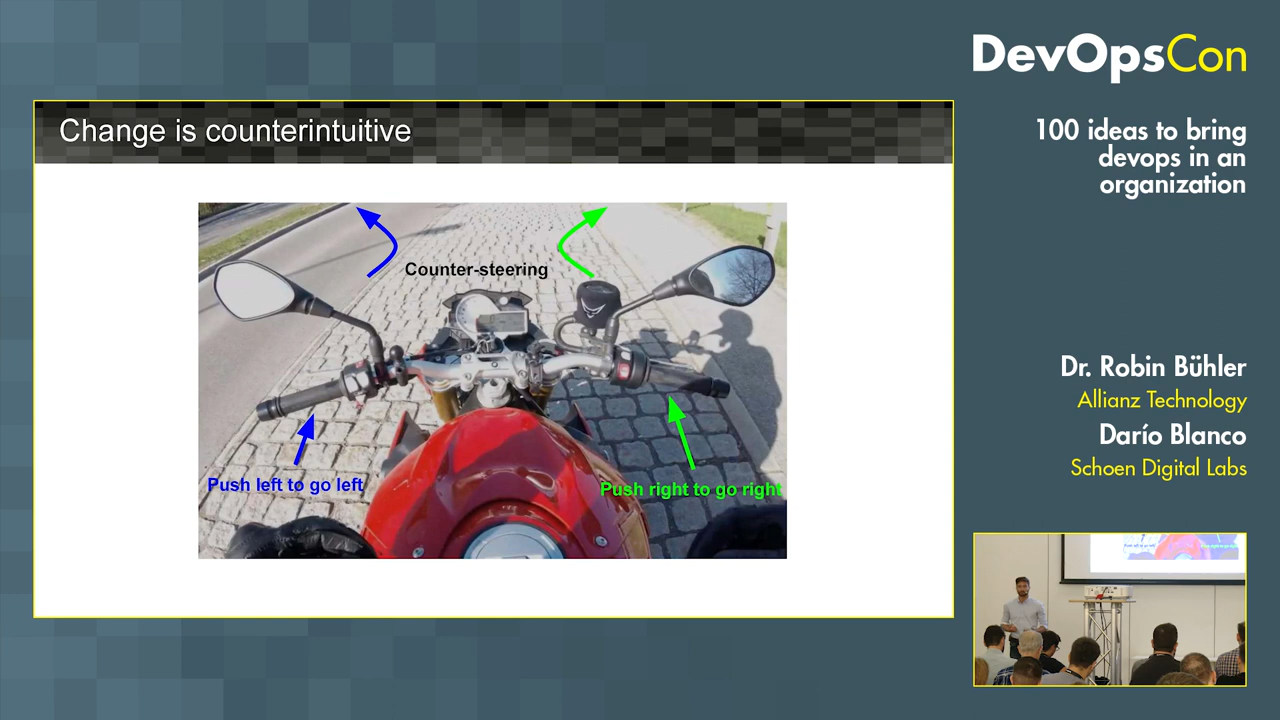 DevOpsCon
100 ideas to bring
devops in an
organization
Change is counterintuitive
Counter-steering
Push left to go left
Push right to go right
Dr. Robin Bühler
Allianz Technology
Darío Blanco
Schoen Digital Labs